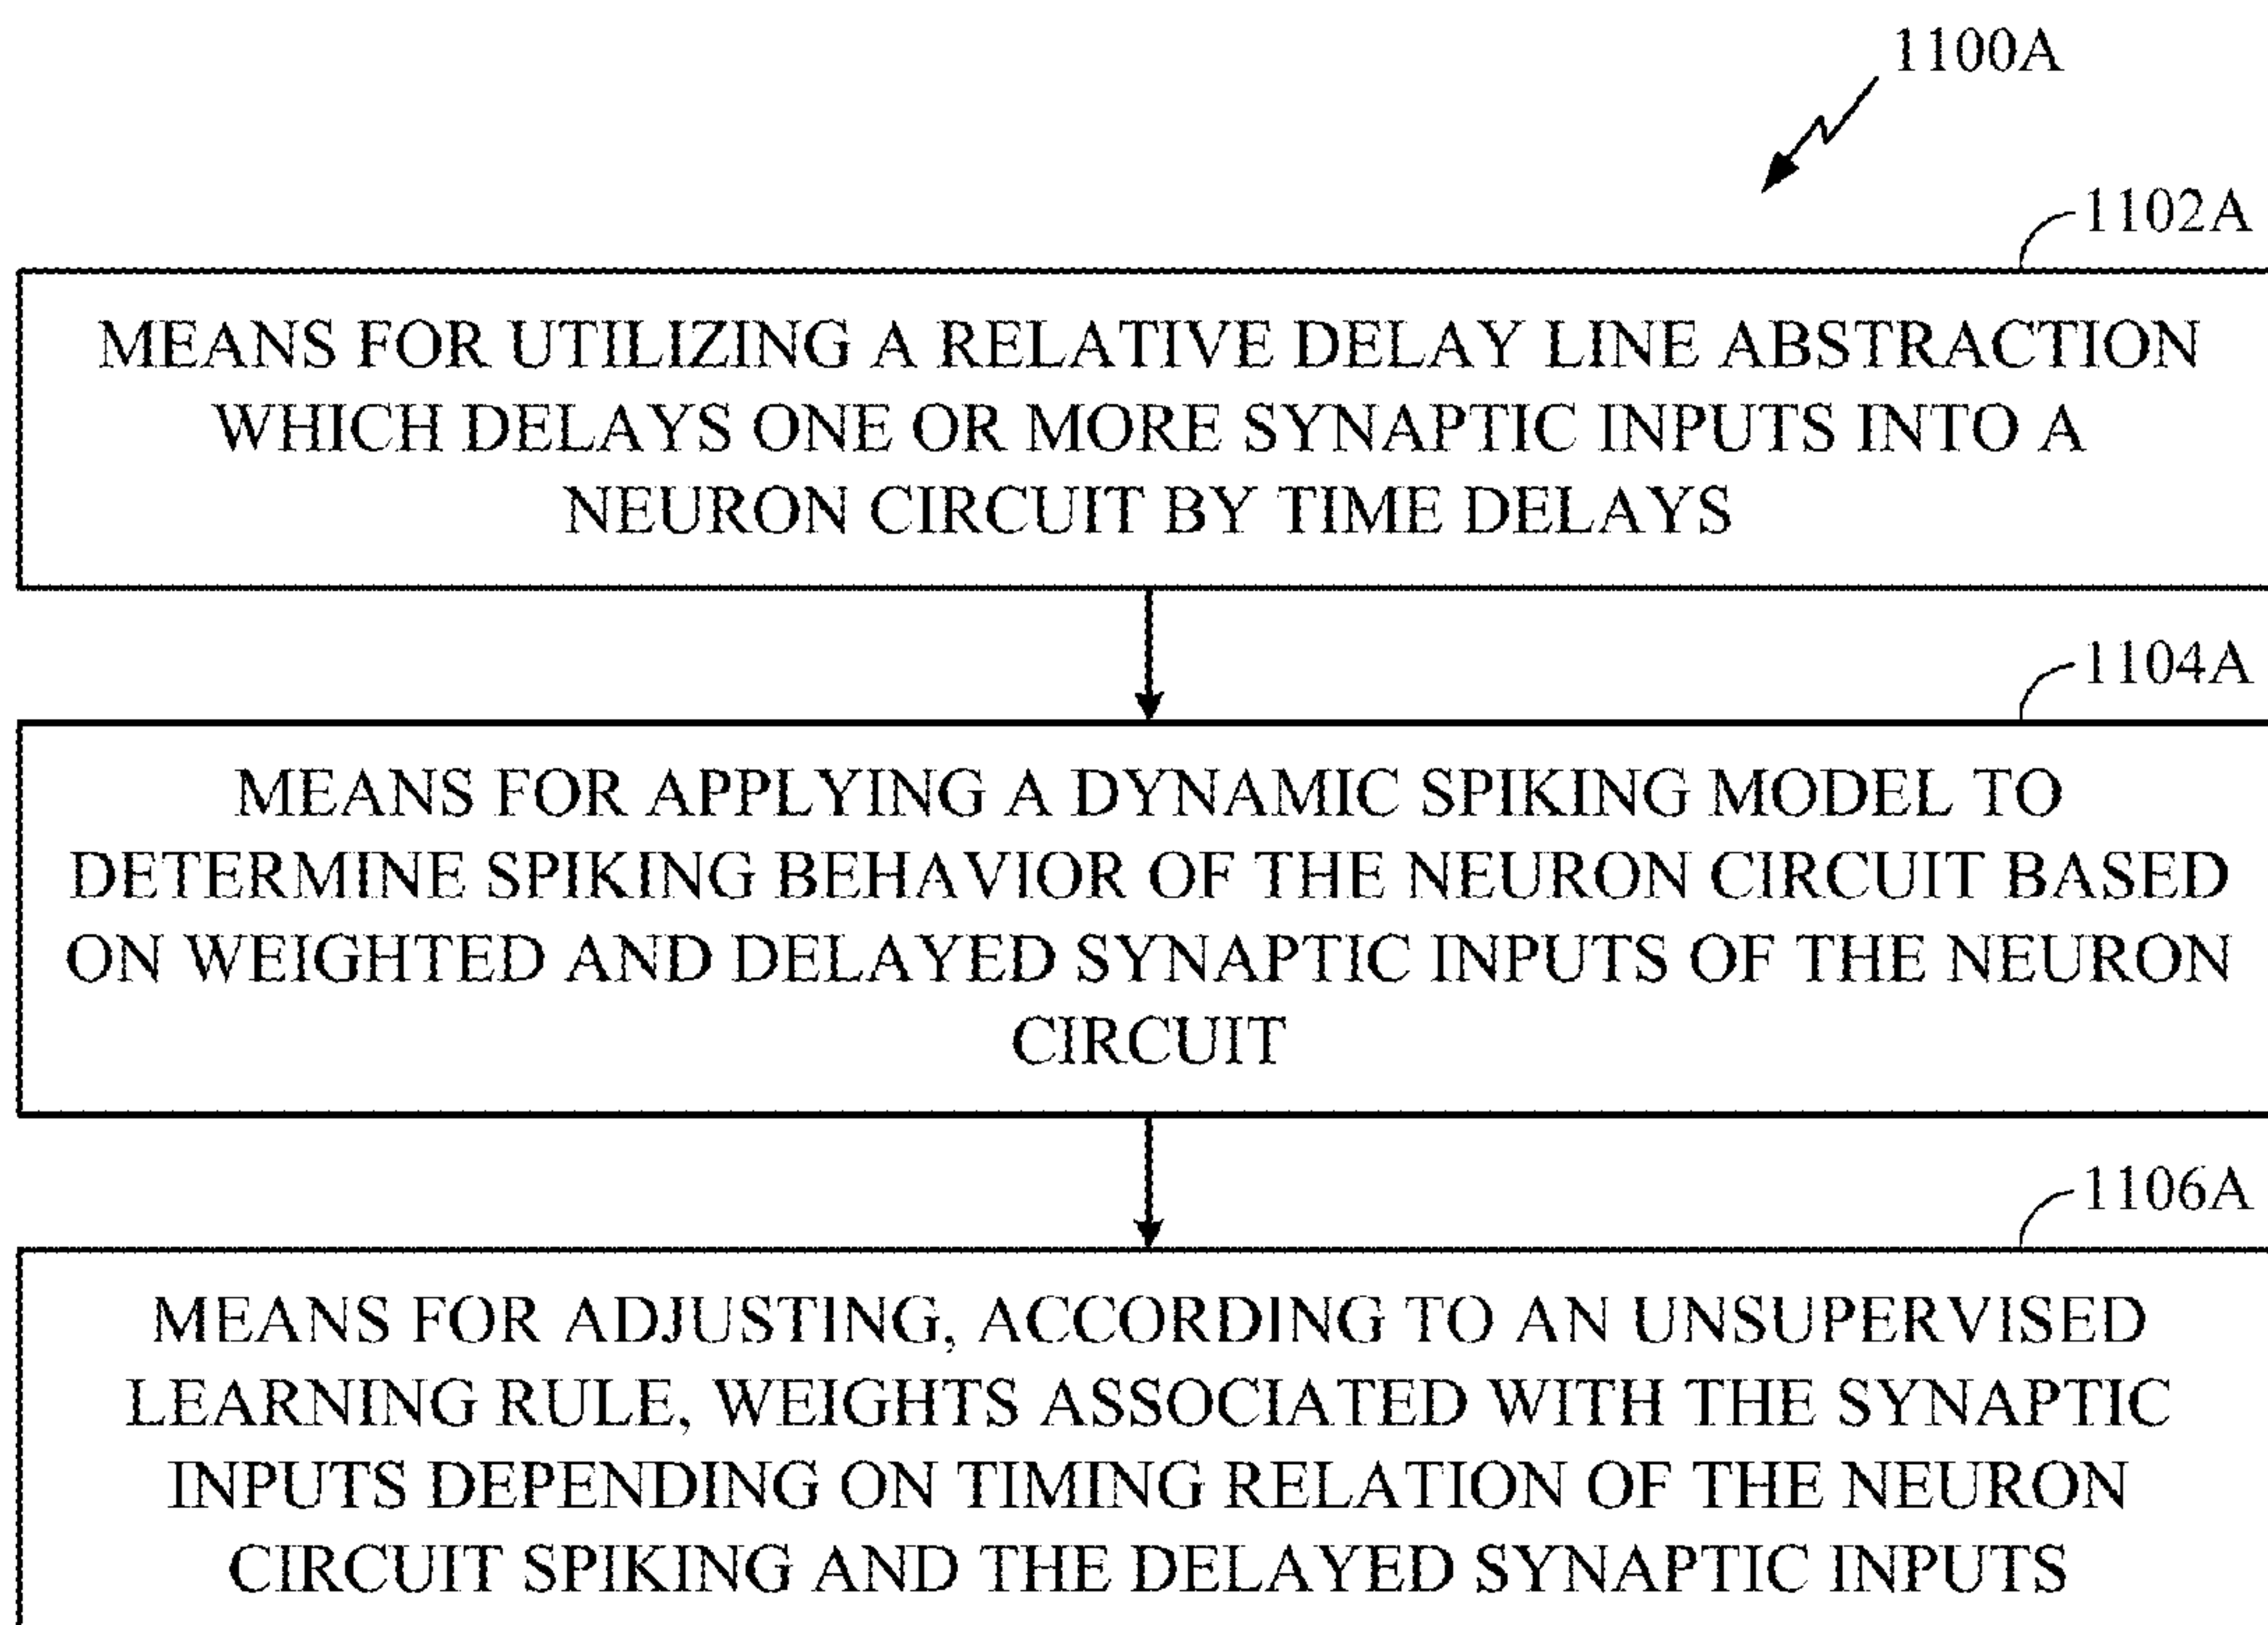 1100A
1102A
MEANS FOR UTILIZING A RELATIVE DELAY LINE ABSTRACTION
WHICH DELAYS ONE OR MORE SYNAPTIC INPUTS INTO A
NEURON CIRCUIT BY TIME DELAYS
1104A
MEANS FOR APPLYING A DYNAMIC SPIKING MODEL TO
DETERMINE SPIKING BEHAVIOR OF THE NEURON CIRCUIT BASED
ON WEIGHTED AND DELAYED SYNAPTIC INPUTS OF THE NEURON
CIRCUIT
1106A
MEANS FOR ADJUSTING, ACCORDING TO AN UNSUPERVISED
LEARNING RULE, WEIGHTS ASSOCIATED WITH THE SYNAPTIC
INPUTS DEPENDING ON TIMING RELATION OF THE NEURON
CIRCUIT SPIKING AND THE DELAYED SYNAPTIC INPUTS